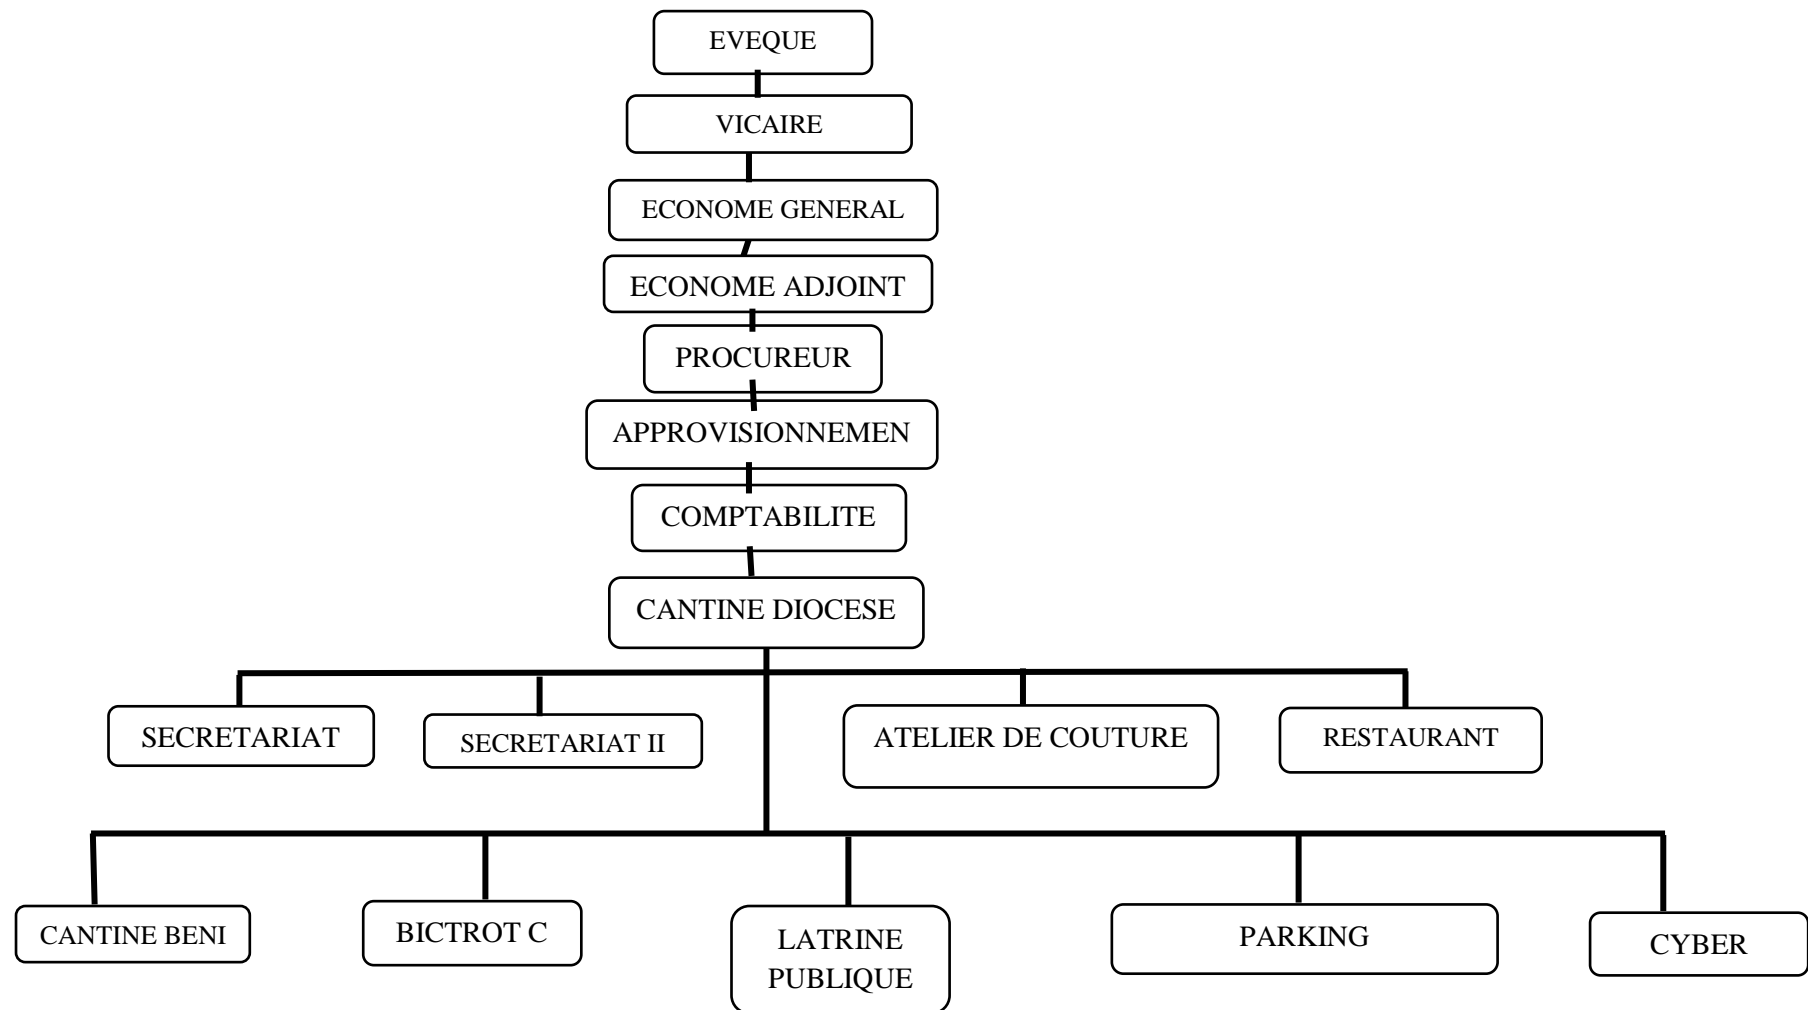 EVEQUE
VICAIRE
ECONOME GENERAL
ECONOME ADJOINT
PROCUREUR
APPROVISIONNEMEN
COMPTABILITE
CANTINE DIOCESE
SECRETARIAT
SECRETARIAT II
ATELIER DE COUTURE
RESTAURANT
CANTINE BENI
BICTROT C
LATRINE
PUBLIQUE
PARKING
CYBER